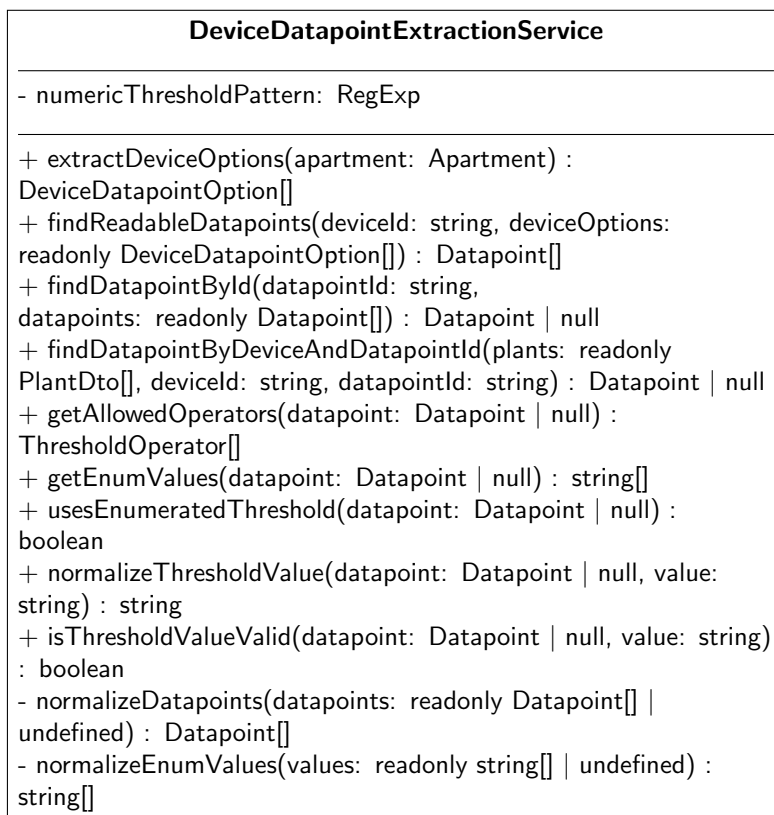 DeviceDatapointExtractionService
- numericThresholdPattern: RegExp
+ extractDeviceOptions(apartment: Apartment) :
DeviceDatapointOption[]
+ findReadableDatapoints(deviceId: string, deviceOptions:
readonly DeviceDatapointOption[]) : Datapoint[]
+ findDatapointById(datapointId: string,
datapoints: readonly Datapoint[]) : Datapoint | null
+ findDatapointByDeviceAndDatapointId(plants: readonly
PlantDto[], deviceId: string, datapointId: string) : Datapoint | null
+ getAllowedOperators(datapoint: Datapoint | null) :
ThresholdOperator[]
+ getEnumValues(datapoint: Datapoint | null) : string[]
+ usesEnumeratedThreshold(datapoint: Datapoint | null) :
boolean
+ normalizeThresholdValue(datapoint: Datapoint | null, value:
string) : string
+ isThresholdValueValid(datapoint: Datapoint | null, value: string)
: boolean
- normalizeDatapoints(datapoints: readonly Datapoint[] |
undefined) : Datapoint[]
- normalizeEnumValues(values: readonly string[] | undefined) :
string[]